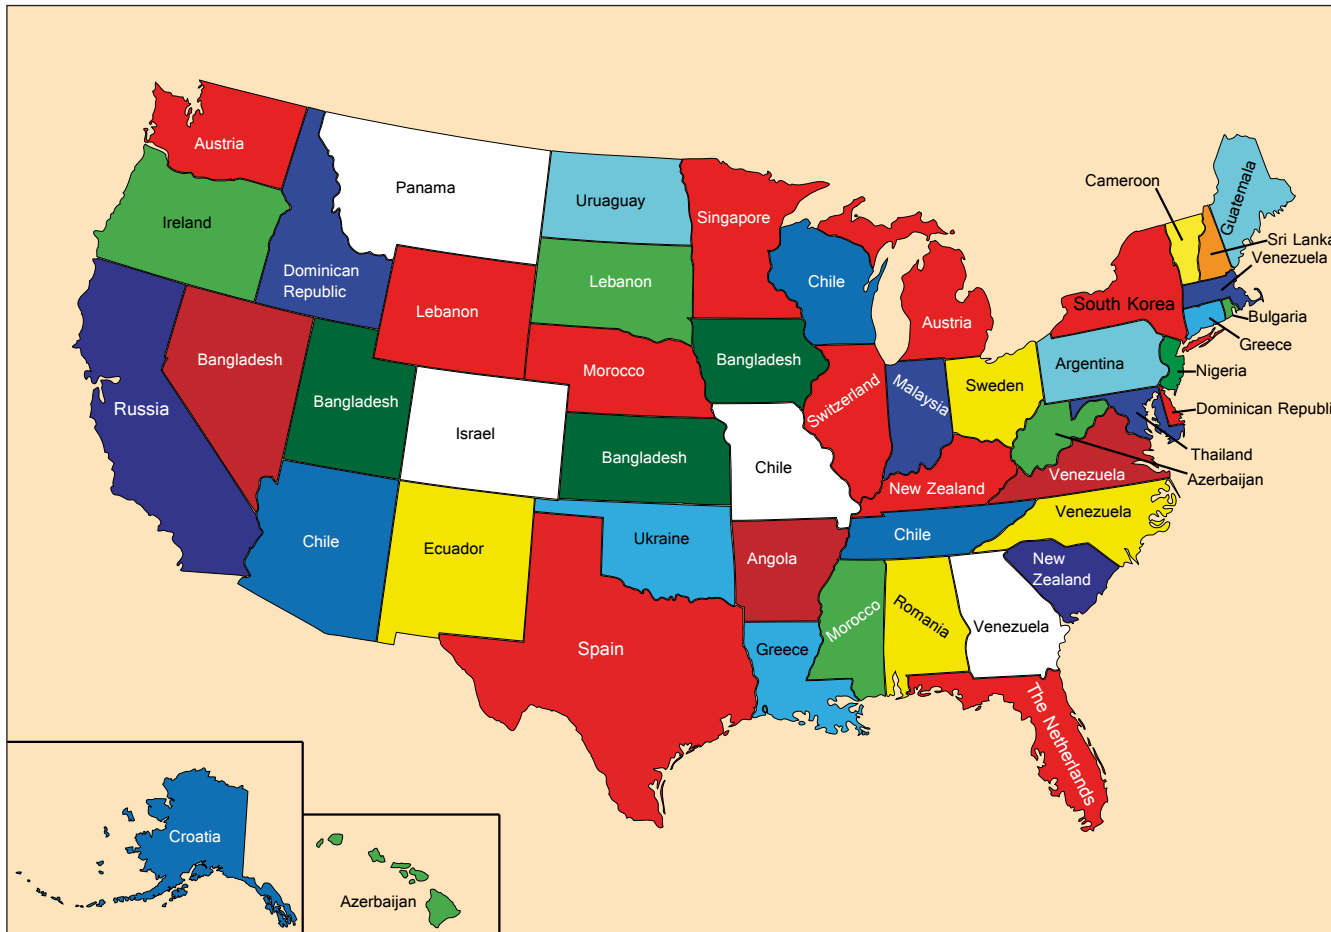 Austria
Panama
Uruaguay
Singapore
Cameroon
Guatemala
Ireland
Sri Lanka
Venezuela
Dominican
Republic
Lebanon
Chile
Lebanon
South Korea
Bulgaria
Austria
Greece
Bangladesh
Morocco
Bangladesh
Argentina
Nigeria
Russia
Bangladesh
Switzerland
Malaysia
Sweden
Dominican Republi
Israel
Bangladesh
Chile
Thailand
Venezuela
Azerbaijan
New Zealand
Venezuela
Chile
Ecuador
Ukraine
Chile
Angola
New
Zealand
Morocco
Romania
Venezuela
Spain
Greece
The Netherlands
Croatia
Azerbaijan